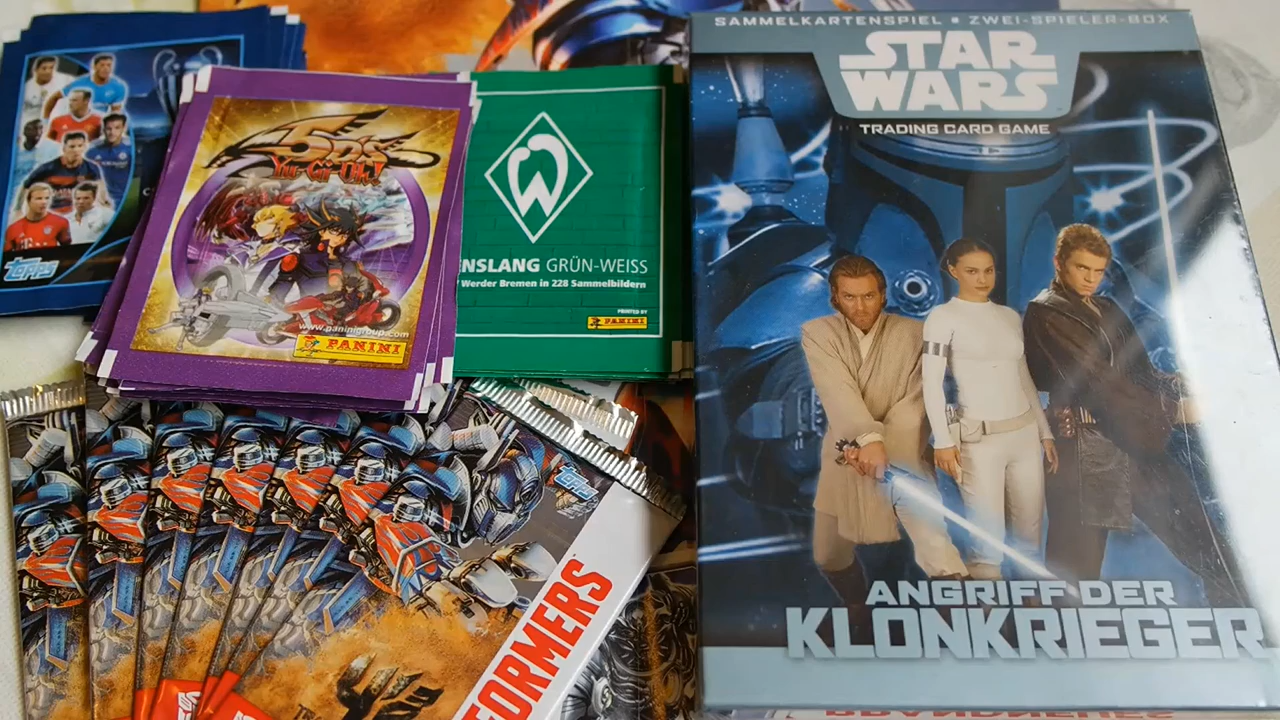 topps
5D's
Yu-Gi-Oh!
www.paninigroup.com
PANINI
W
NSLANG GRÜN-WEISS
Werder Bremen in 228 Sammelbildern
PRINTED BY
PANINI
topps
FORMERS
SAMMELKARTENSPIEL • ZWEI-SPIELER-BOX
STAR
WARS
TRADING CARD GAME
ANGRIFF DER
KLONKRIEGER